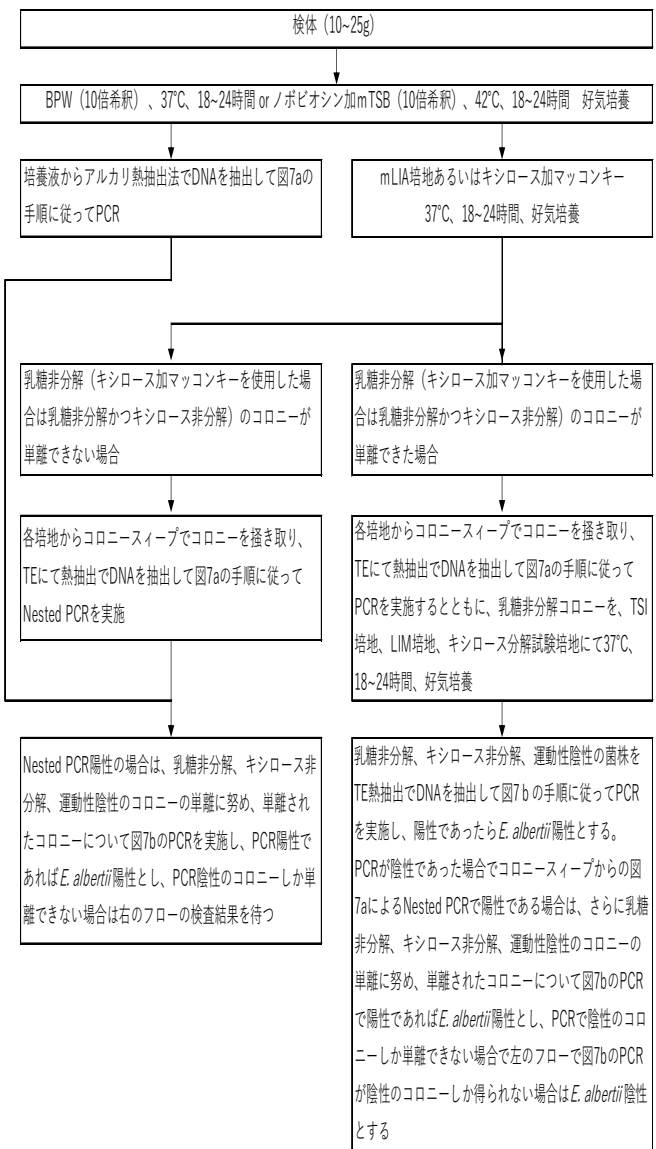 検体（10~25g）
BPW（10倍希釈）、37℃、18~24時間 or ノボビオシン加mTSB（10倍希釈）、42℃、18~24時間　好気培養
培養液からアルカリ熱抽出法でDNAを抽出して図7aの
手順に従ってPCR
mLIA培地あるいはキシロース加マッコンキー
37℃、18~24時間、好気培養
乳糖非分解（キシロース加マッコンキーを使用した場
合は乳糖非分解かつキシロース非分解）のコロニーが
単離できない場合
乳糖非分解（キシロース加マッコンキーを使用した場
合は乳糖非分解かつキシロース非分解）のコロニーが
単離できた場合
各培地からコロニースィープでコロニーを掻き取り、
TEにて熱抽出でDNAを抽出して図7aの手順に従って
Nested PCRを実施
各培地からコロニースィープでコロニーを掻き取り、
TEにて熱抽出でDNAを抽出して図7aの手順に従って
PCRを実施するとともに、乳糖非分解コロニーを、TSI
培地、LIM培地、キシロース分解試験培地にて37℃、
18~24時間、好気培養
Nested PCR陽性の場合は、乳糖非分解、キシロース非
分解、運動性陰性のコロニーの単離に努め、単離され
たコロニーについて図7bのPCRを実施し、PCR陽性で
あればE. albertii陽性とし、PCR陰性のコロニーしか単
離できない場合は右のフローの検査結果を待つ
乳糖非分解、キシロース非分解、運動性陰性の菌株を
TE熱抽出でDNAを抽出して図7ｂの手順に従ってPCR
を実施し、陽性であったらE. albertii陽性とする。
PCRが陰性であった場合でコロニースィープからの図
7aによるNested PCRで陽性である場合は、さらに乳糖
非分解、キシロース非分解、運動性陰性のコロニーの
単離に努め、単離されたコロニーについて図7bのPCR
で陽性であればE. albertii陽性とし、PCRで陰性のコロ
ニーしか単離できない場合で左のフローで図7bのPCR
が陰性のコロニーしか得られない場合はE. albertii陰性
とする